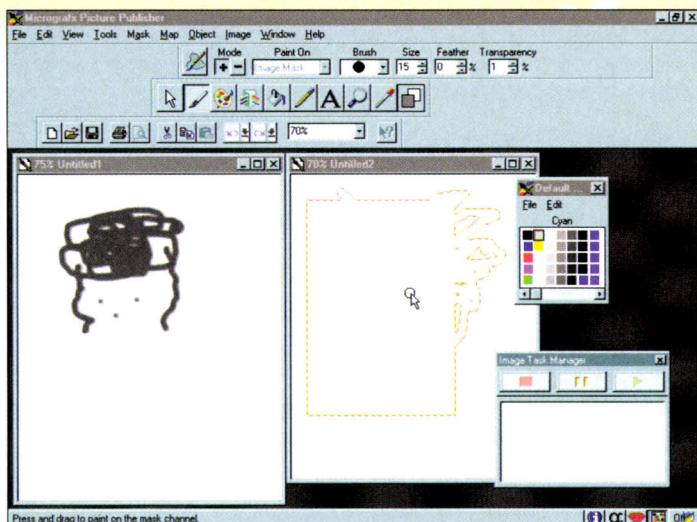 Micrografx Picture Publisher
File Edit View Tools Mask Map Object Image Window Help
Mode Paint On Brush Size Feather Transparency
Image Mask 15 0 % 1 %
A
70%
75% Untitled1
70% Untitled2
Default ...
File Edit
Cyan
Image Task Manager
Press and drag to paint on the mask channel.